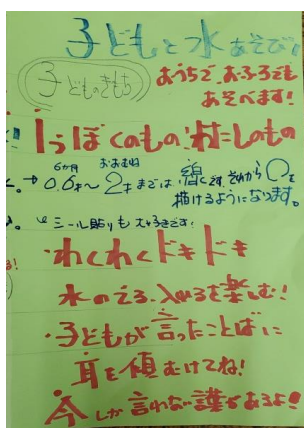 子どもと水あそび!
子どものきもち
おうちで、おふろでも
あそべます!
1うぼくのもの、わたしのもの
6か月 おおむね
→0.6才〜2才までは、線です、それから○を
描けるようになります。
シール貼りも大好きです!
・わくわくドキドキ
水のでる、入れるを楽しむ!
・子どもが言ったことばに
耳を傾むけてね!
今しか言わない語があるよ!